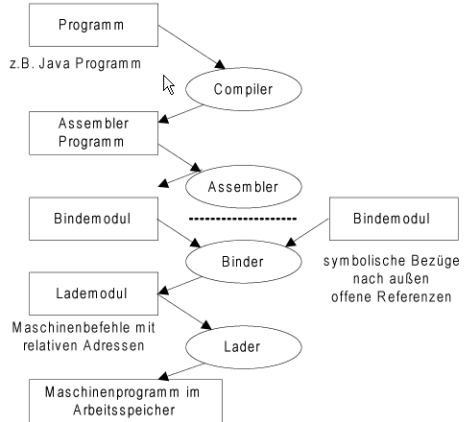 Programm
z.B. Java Programm
Compiler
Assembler
Programm
Assembler
Bindemodul
Bindemodul
Binder
symbolische Bezüge
nach außen
offene Referenzen
Lademodul
Maschinenbefehle mit
relativen Adressen
Lader
Maschinenprogramm im
Arbeitsspeicher